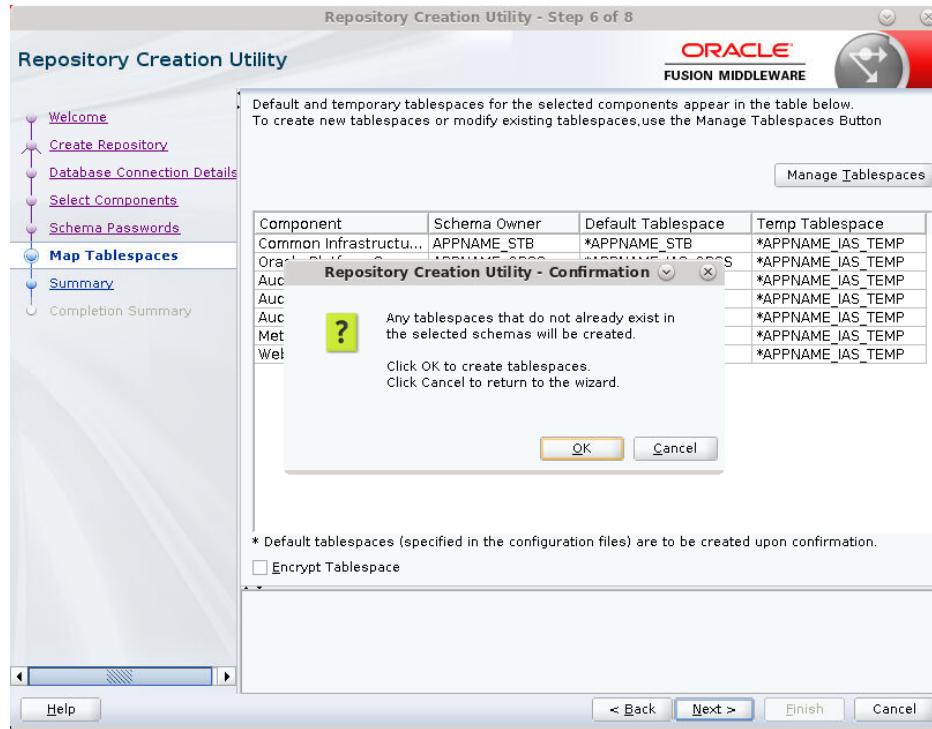 Repository Creation Utility - Step 6 of 8
Repository Creation Utility
ORACLE
FUSION MIDDLEWARE
Welcome
Create Repository
Database Connection Details
Select Components
Schema Passwords
Map Tablespaces
Summary
Completion Summary
Default and temporary tablespaces for the selected components appear in the table below.
To create new tablespaces or modify existing tablespaces,use the Manage Tablespaces Button
Manage Tablespaces
Component Schema Owner Default Tablespace Temp Tablespace
Common Infrastructu... APPNAME_STB *APPNAME_STB *APPNAME_IAS_TEMP
*APPNAME_IAS_TEMP
Aud *APPNAME_IAS_TEMP
Aud *APPNAME_IAS_TEMP
Aud *APPNAME_IAS_TEMP
Met *APPNAME_IAS_TEMP
Web *APPNAME_IAS_TEMP
Repository Creation Utility - Confirmation
?
Any tablespaces that do not already exist in
the selected schemas will be created.
Click OK to create tablespaces.
Click Cancel to return to the wizard.
OK Cancel
* Default tablespaces (specified in the configuration files) are to be created upon confirmation.
Encrypt Tablespace
Help < Back Next > Finish Cancel